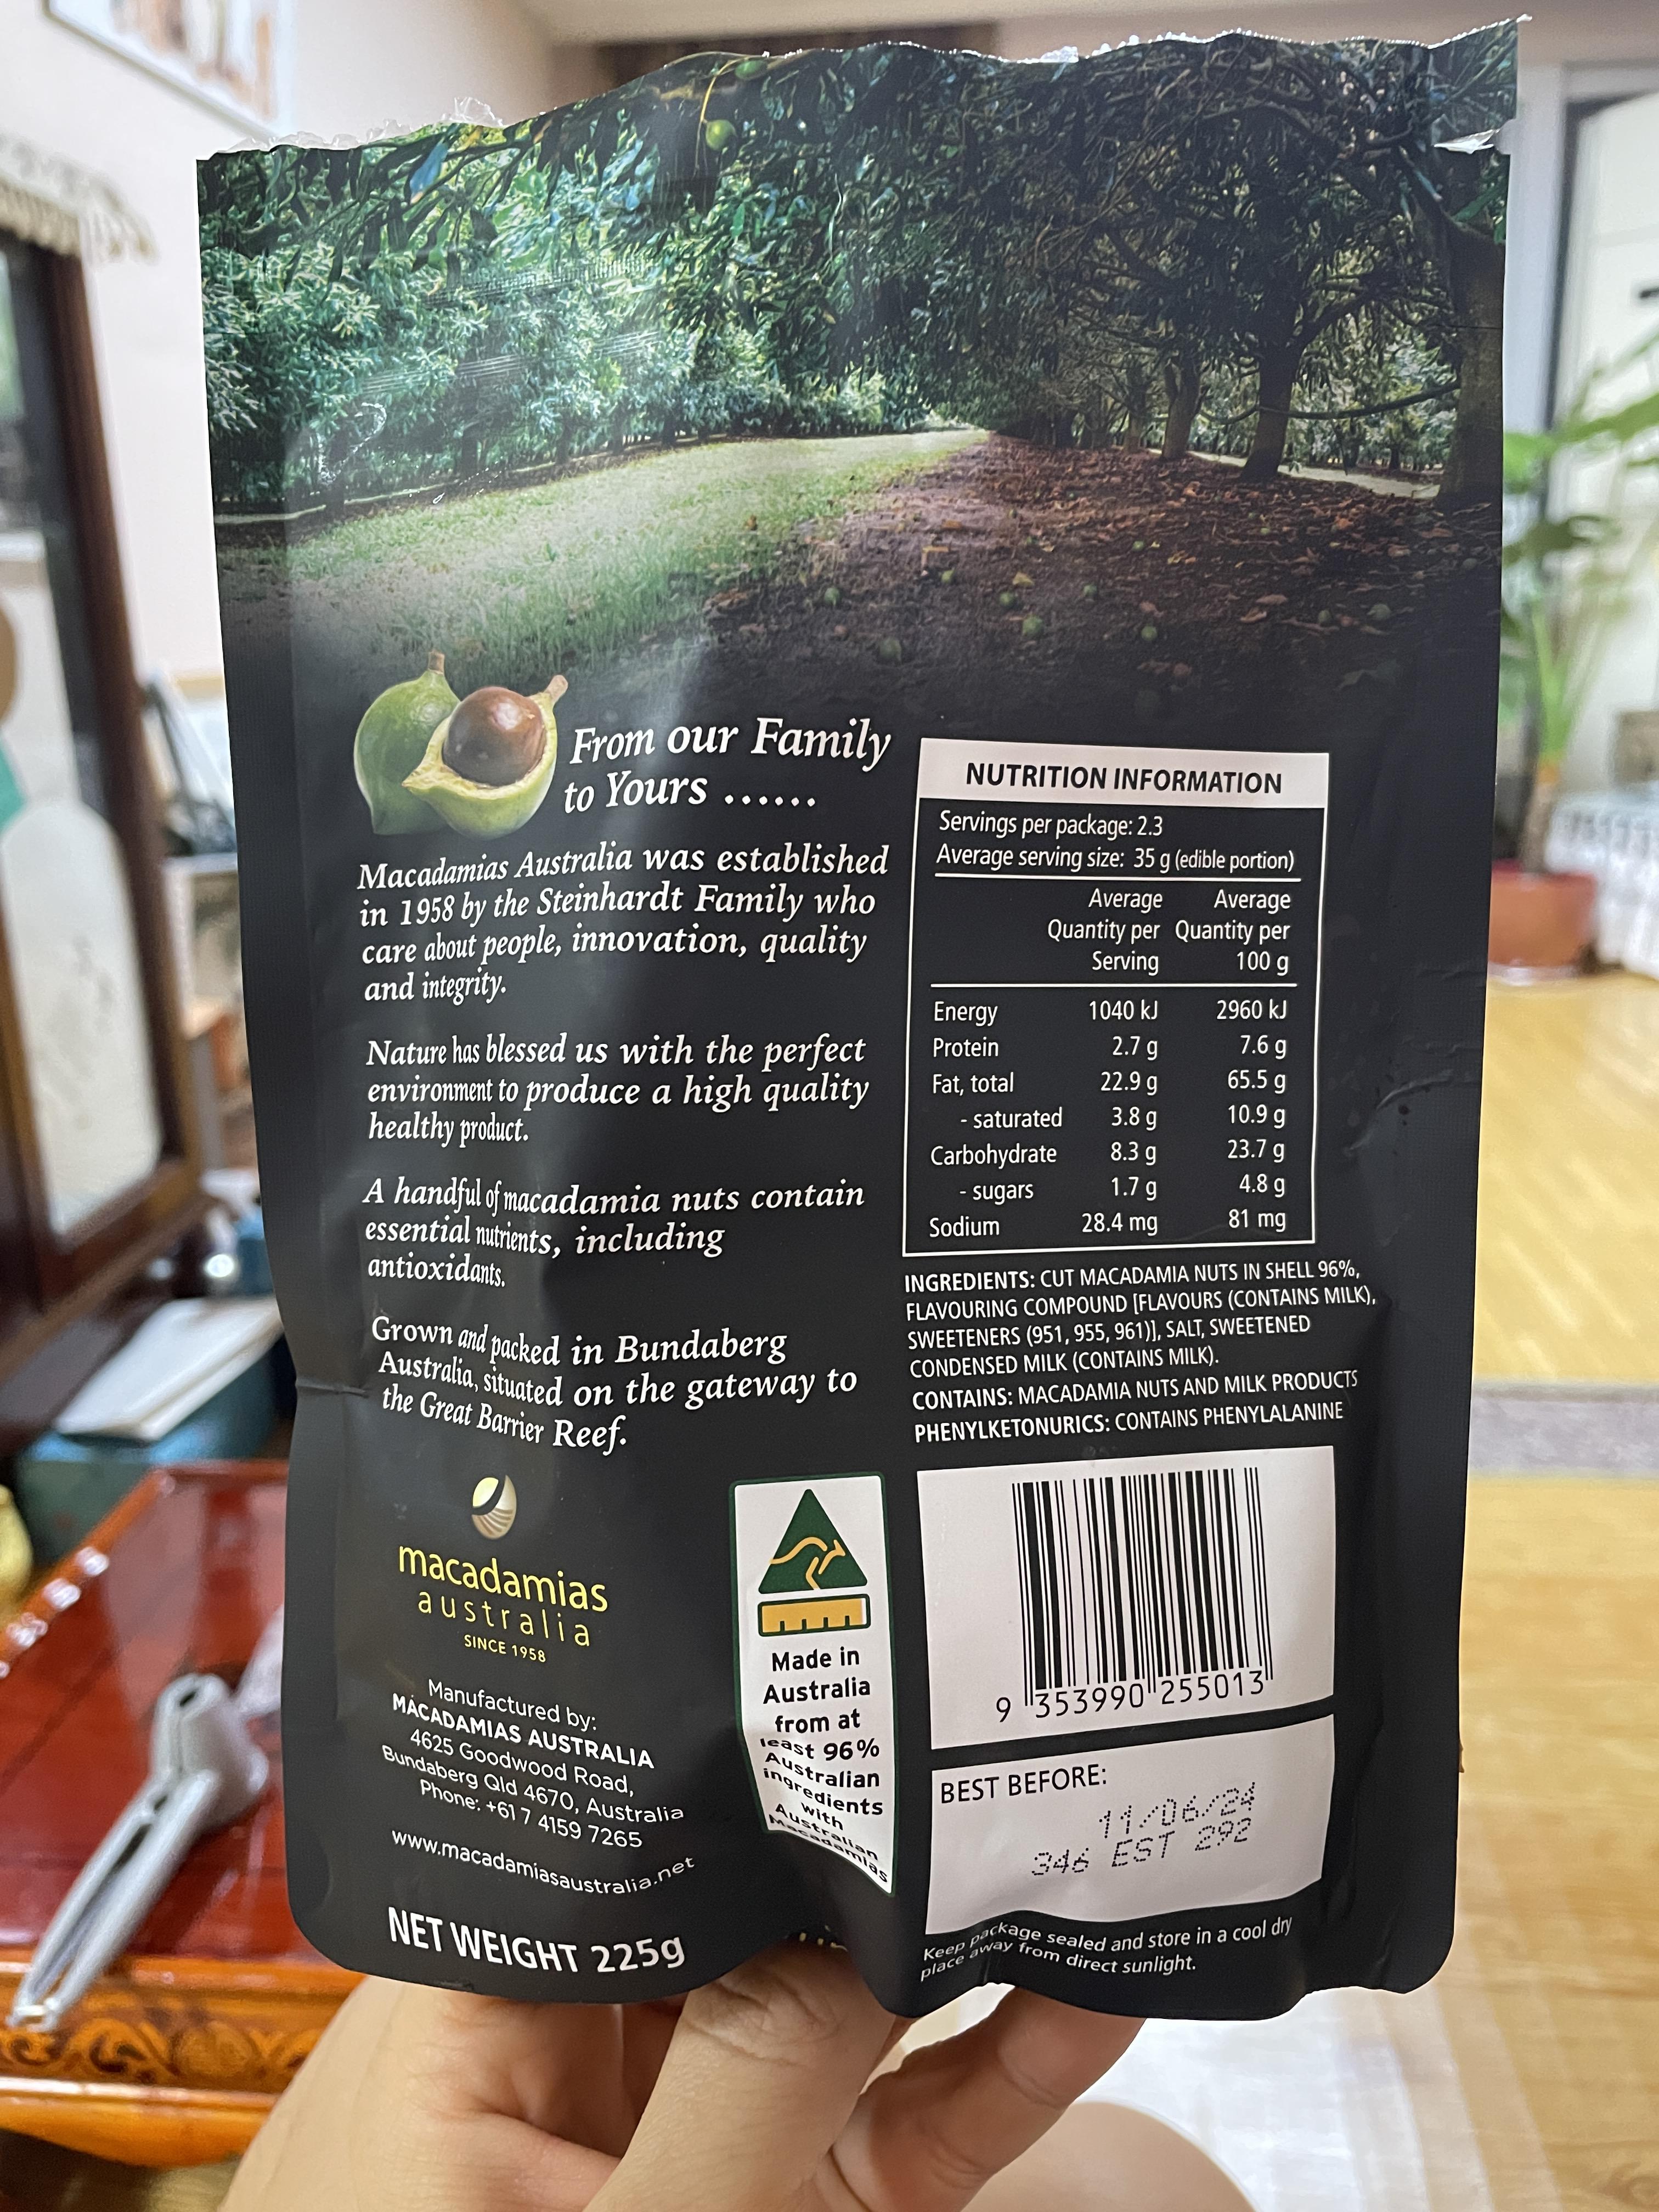 From our Family
to Yours ......
Macadamias Australia was established
in 1958 by the Steinhardt Family who
care about people, innovation, quality
and integrity.
Nature has blessed us with the perfect
environment to produce a high quality
healthy product.
A handful of macadamia nuts contain
essential nutrients, including
antioxidants.
Grown and packed in Bundaberg
Australia, situated on the gateway to
the Great Barrier Reef.
macadamias
australia
SINCE 1958
Manufactured by:
MACADAMIAS AUSTRALIA
4625 Goodwood Road,
Bundaberg Qld 4670, Australia
Phone: +61 7 4159 7265
www.macadamiasaustralia.net
NET WEIGHT 225g
NUTRITION INFORMATION
Servings per package: 2.3
Average serving size: 35 g (edible portion)
Average Average
Quantity per Quantity per
Serving 100 g
Energy 1040 kJ 2960 kJ
Protein 2.7 g 7.6 g
Fat, total 22.9 g 65.5 g
- saturated 3.8 g 10.9 g
Carbohydrate 8.3 g 23.7 g
- sugars 1.7 g 4.8 g
Sodium 28.4 mg 81 mg
INGREDIENTS: CUT MACADAMIA NUTS IN SHELL 96%,
FLAVOURING COMPOUND [FLAVOURS (CONTAINS MILK),
SWEETENERS (951, 955, 961)], SALT, SWEETENED
CONDENSED MILK (CONTAINS MILK).
CONTAINS: MACADAMIA NUTS AND MILK PRODUCTS
PHENYLKETONURICS: CONTAINS PHENYLALANINE
Made in
Australia
from at
least 96%
Australian
ingredients
with
Australian
Macadamias
9 353990 255013
BEST BEFORE:
11/06/24
346 EST 292
Keep package sealed and store in a cool dry
place away from direct sunlight.